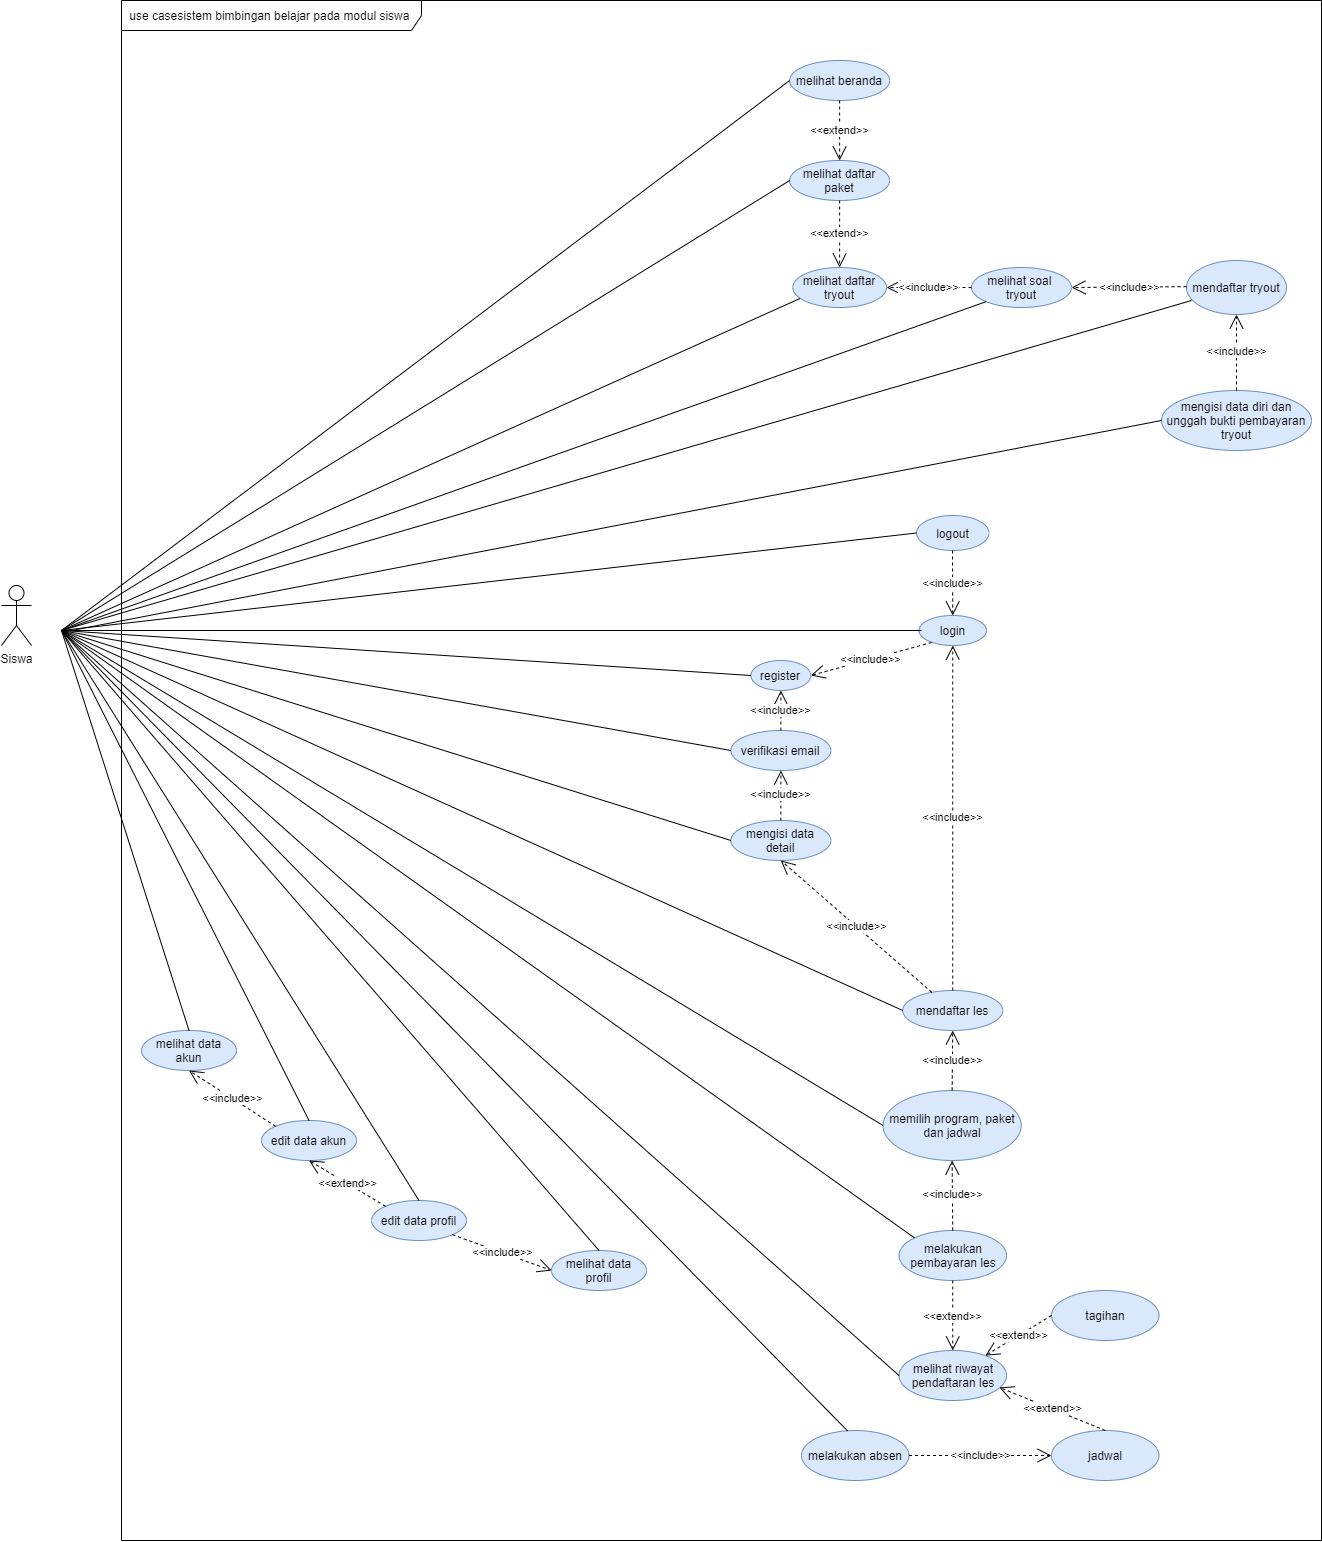 use casesistem bimbingan belajar pada modul siswa
melihat beranda
<<extend>>
melihat daftar
paket
<<extend>>
melihat daftar
tryout
<<include>>
melihat soal
tryout
<<include>>
mendaftar tryout
<<include>>
mengisi data diri dan
unggah bukti pembayaran
tryout
logout
<<include>>
login
Siswa
<<include>>
register
<<include>>
verifikasi email
<<include>>
mengisi data
detail
<<include>>
<<include>>
mendaftar les
<<include>>
memilih program, paket
dan jadwal
<<include>>
melakukan
pembayaran les
<<extend>>
melihat data
akun
<<include>>
edit data akun
<<extend>>
edit data profil
<<include>>
melihat data
profil
tagihan
<<extend>>
melihat riwayat
pendaftaran les
<<extend>>
melakukan absen
<<include>>
jadwal